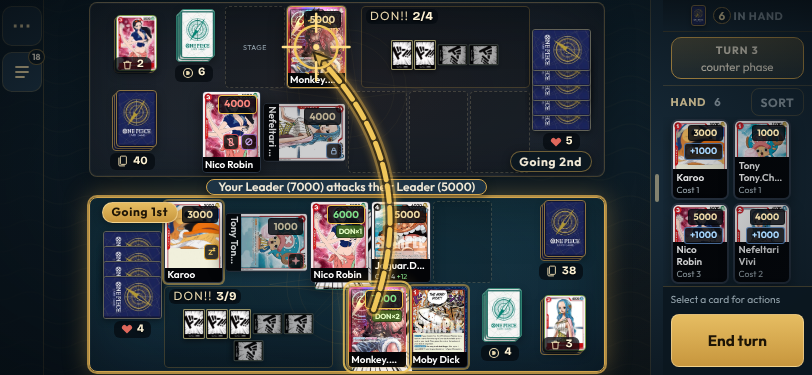 18
2
6
STAGE
5000
Monkey....
DON!! 2/4
40
4000
Nico Robin
Nefeltari ...
4000
5
Going 2nd
Your Leader (7000) attacks the Leader (5000)
Going 1st
3000
Karoo
Tony Ton...
1000
6000
DON×1
Nico Robin
5000
38
4
DON!! 3/9
DON×2
Monkey....
Moby Dick
4
3
6 IN HAND
TURN 3
counter phase
HAND 6
SORT
3000
+1000
Karoo
Cost 1
1000
Tony
Tony.Ch...
Cost 1
5000
+1000
Nico
Robin
Cost 3
4000
+1000
Nefeltari
Vivi
Cost 2
Select a card for actions
End turn